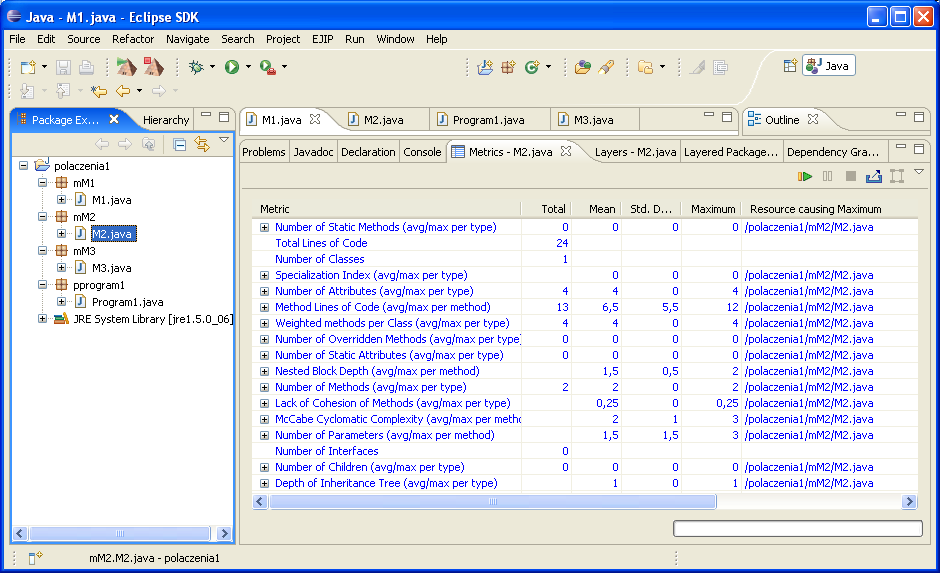 Java - M1.java - Eclipse SDK
File Edit Source Refactor Navigate Search Project EJIP Run Window Help
Java
Package Ex... Hierarchy
polaczenia1
mM1
M1.java
mM2
M2.java
mM3
M3.java
pprogram1
Program1.java
JRE System Library [jre1.5.0_06]
M1.java M2.java Program1.java M3.java
Outline
Problems Javadoc Declaration Console Metrics - M2.java Layers - M2.java Layered Package... Dependency Gra...
Metric Total Mean Std. D... Maximum Resource causing Maximum
Number of Static Methods (avg/max per type) 0 0 0 0 /polaczenia1/mM2/M2.java
Total Lines of Code 24
Number of Classes 1
Specialization Index (avg/max per type) 0 0 0 /polaczenia1/mM2/M2.java
Number of Attributes (avg/max per type) 4 4 0 4 /polaczenia1/mM2/M2.java
Method Lines of Code (avg/max per method) 13 6,5 5,5 12 /polaczenia1/mM2/M2.java
Weighted methods per Class (avg/max per type) 4 4 0 4 /polaczenia1/mM2/M2.java
Number of Overridden Methods (avg/max per type) 0 0 0 0 /polaczenia1/mM2/M2.java
Number of Static Attributes (avg/max per type) 0 0 0 0 /polaczenia1/mM2/M2.java
Nested Block Depth (avg/max per method) 1,5 0,5 2 /polaczenia1/mM2/M2.java
Number of Methods (avg/max per type) 2 2 0 2 /polaczenia1/mM2/M2.java
Lack of Cohesion of Methods (avg/max per type) 0,25 0 0,25 /polaczenia1/mM2/M2.java
McCabe Cyclomatic Complexity (avg/max per metho 2 1 3 /polaczenia1/mM2/M2.java
Number of Parameters (avg/max per method) 1,5 1,5 3 /polaczenia1/mM2/M2.java
Number of Interfaces 0
Number of Children (avg/max per type) 0 0 0 0 /polaczenia1/mM2/M2.java
Depth of Inheritance Tree (avg/max per type) 1 0 1 /polaczenia1/mM2/M2.java
mM2.M2.java - polaczenia1